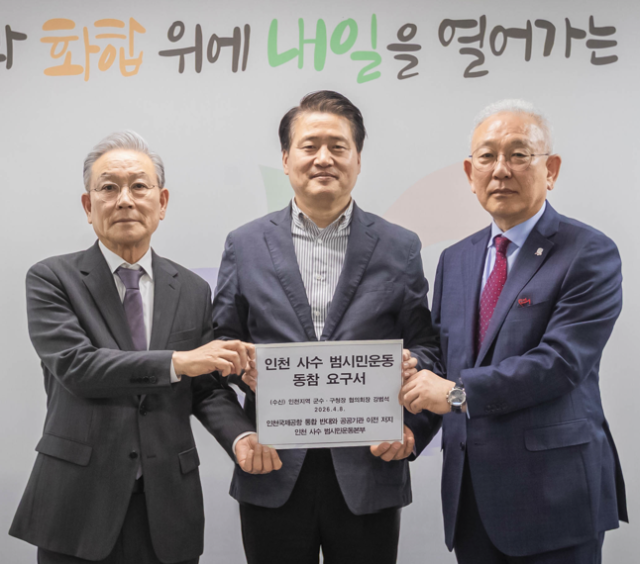 화합 위에 내일을 열어가는
인천 사수 범시민운동
동참 요구서
(수신) 인천지역 군수·구청장 협의회장 강범석
2026.4.8.
인천국제공항 통합 반대와 공공기관 이전 저지
인천 사수 범시민운동본부